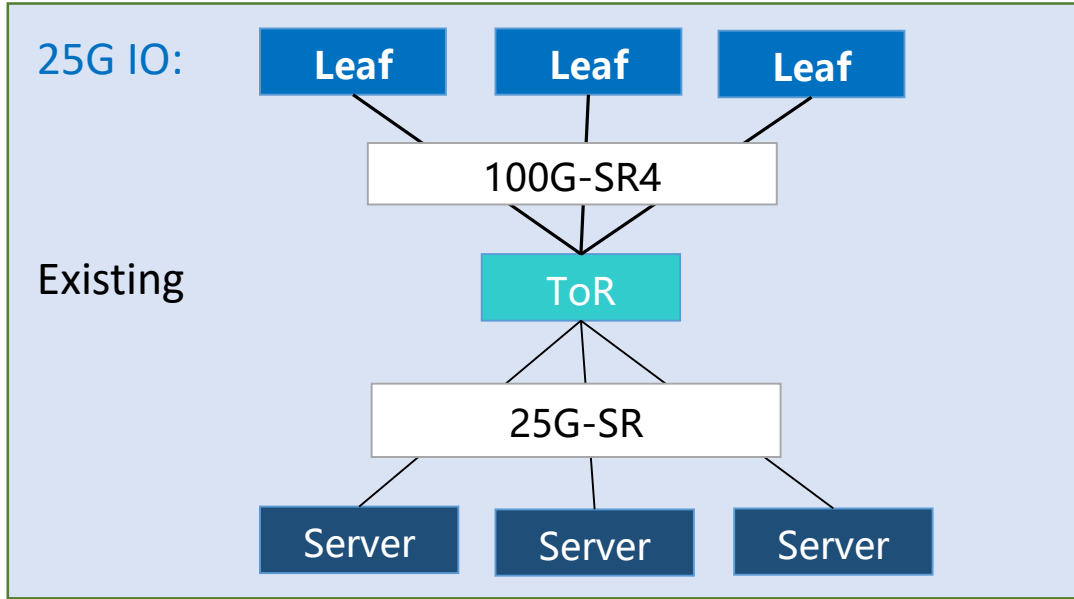 25G IO:
Leaf
Leaf
Leaf
100G-SR4
Existing
ToR
25G-SR
Server
Server
Server